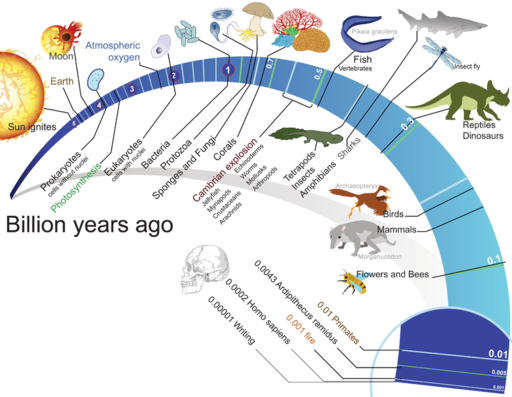 Moon
Atmospheric
oxygen
Earth
Sun ignites
5
4
3
2
1
0.7
0.5
0.3
0.1
Pikaia gracilens
Fish
Vertebrates
Insect fly
Reptiles
Dinosaurs
Prokaryotes
cells without nuclei
Photosynthesis
Eukaryotes
cells with nuclei
Bacteria
Protozoa
Sponges and Fungi
Corals
Cambrian explosion
Jellyfish
Echinoderms
Myriapods
Worms
Crustaceans
Mollusks
Arachnids
Arthropods
Tetrapods
Insects
Amphibians
Sharks
Archaeopteryx
Birds
Mammals
Morganucodon
Flowers and Bees
Billion years ago
0.00001 Writing
0.0002 Homo sapiens
0.001 fire
0.0043 Ardipithecus ramidus
0.01 Primates
0.01
0.005
0.001